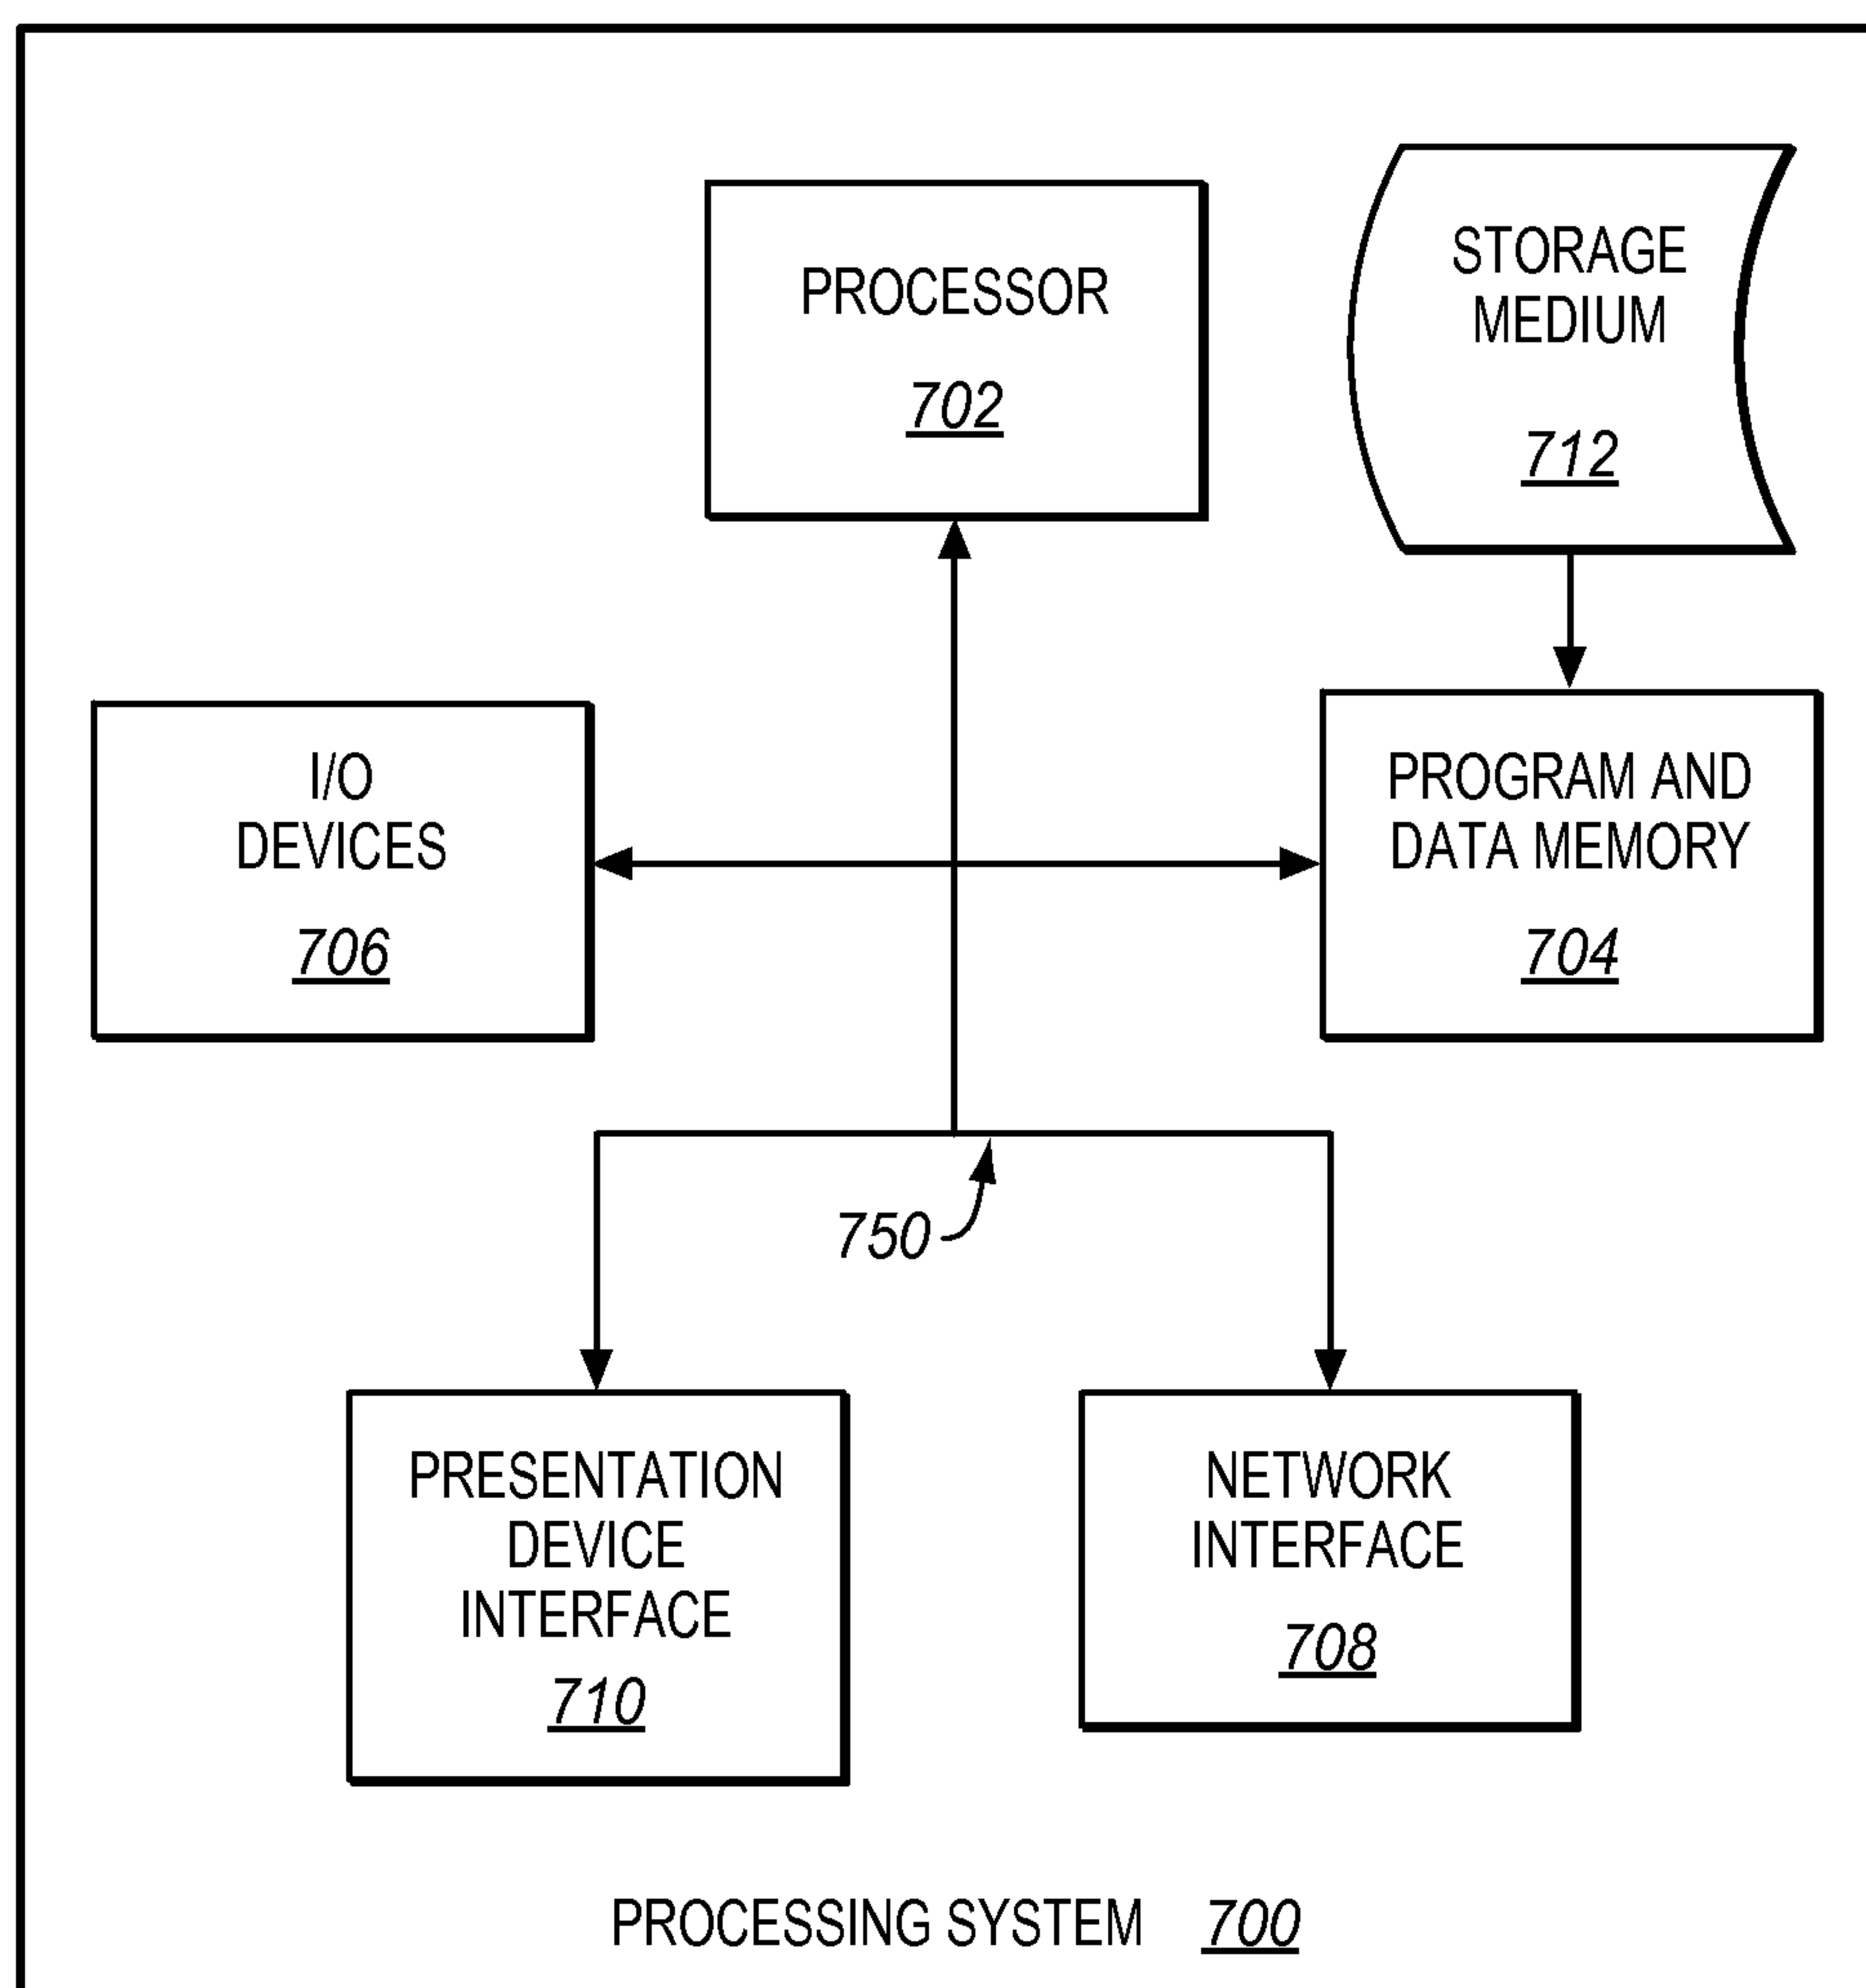 PROCESSOR
702
STORAGE
MEDIUM
712
I/O
DEVICES
706
PROGRAM AND
DATA MEMORY
704
750
PRESENTATION
DEVICE
INTERFACE
710
NETWORK
INTERFACE
708
PROCESSING SYSTEM 700